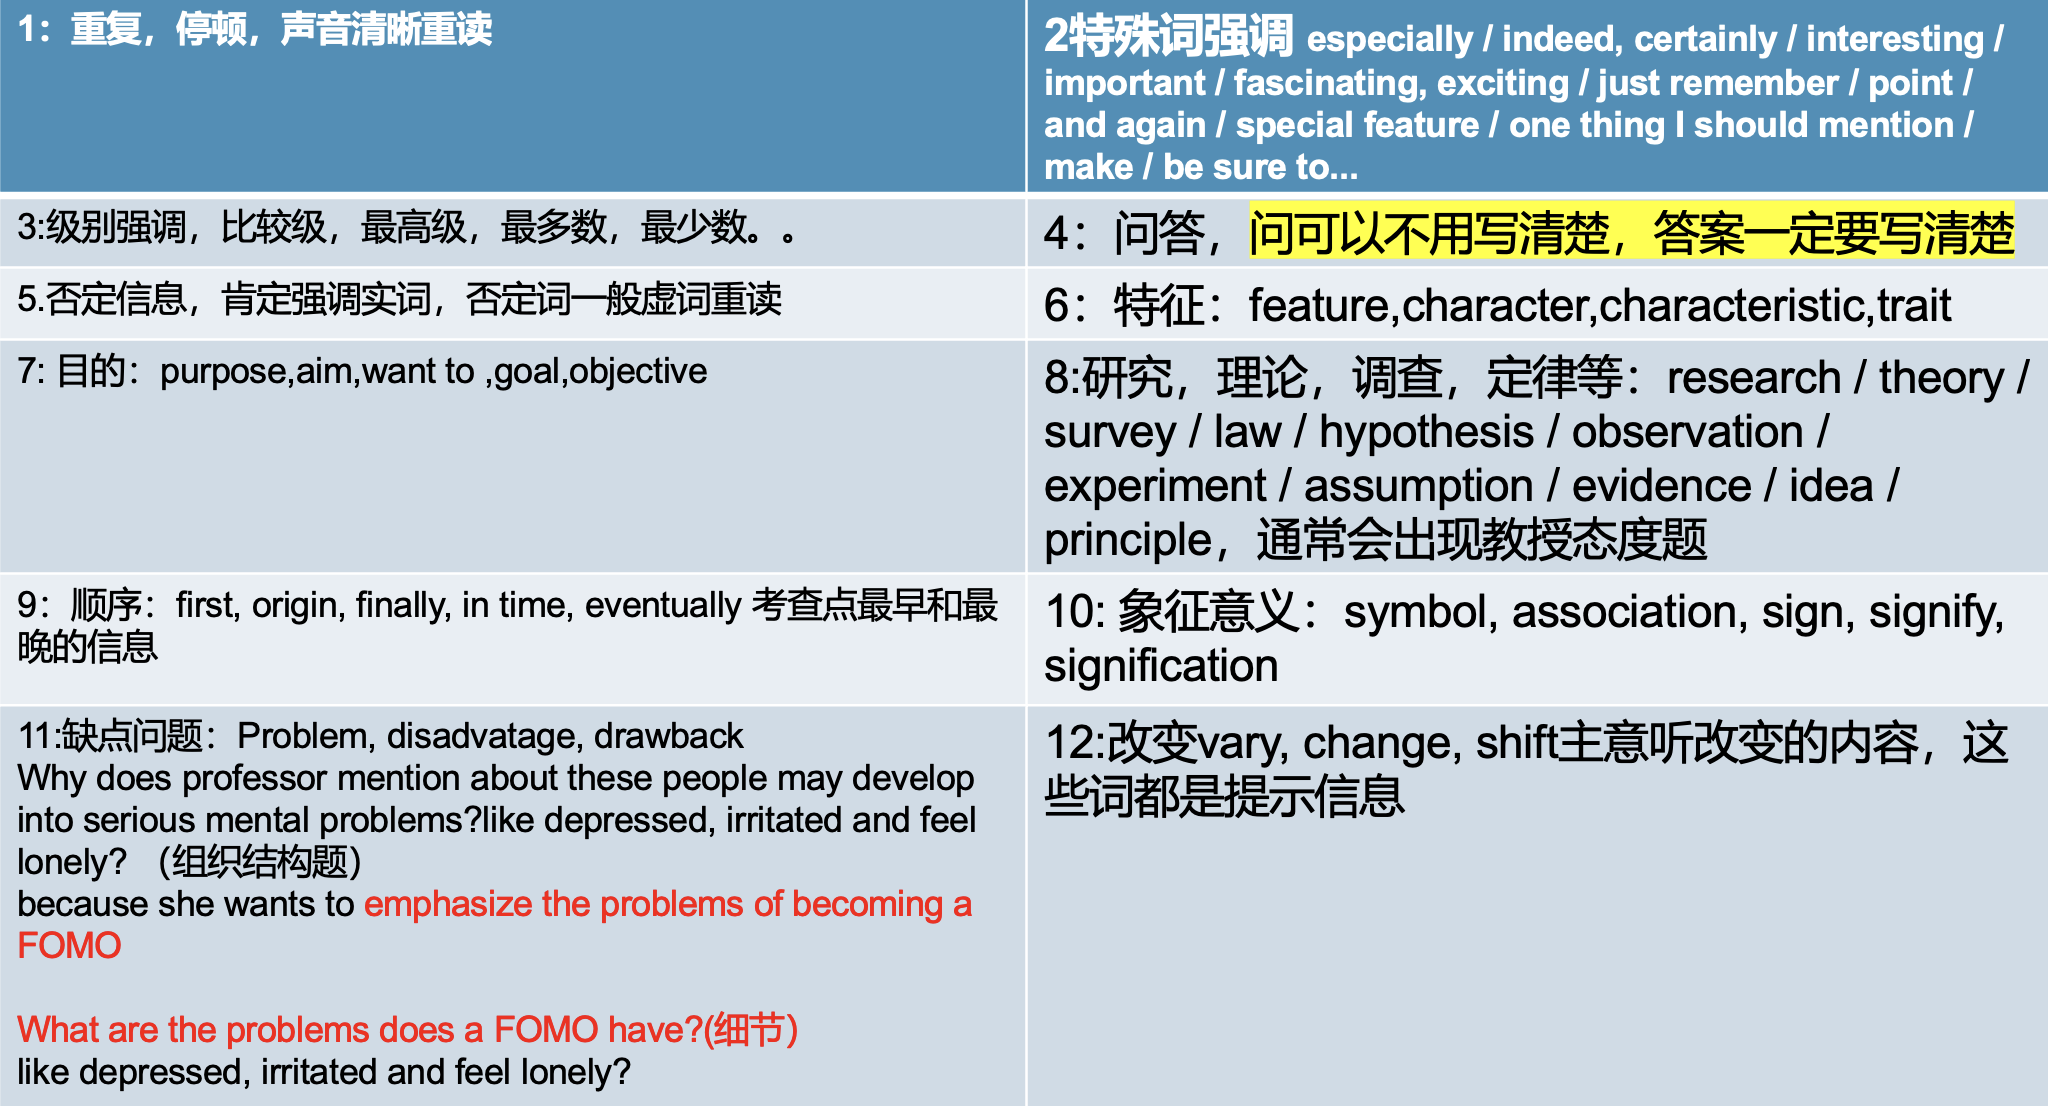 1：重复，停顿，声音清晰重读
2特殊词强调 especially / indeed, certainly / interesting /
important / fascinating, exciting / just remember / point /
and again / special feature / one thing I should mention /
make / be sure to...
3:级别强调，比较级，最高级，最多数，最少数。。
4：问答，问可以不用写清楚，答案一定要写清楚
5.否定信息，肯定强调实词，否定词一般虚词重读
6：特征：feature,character,characteristic,trait
7: 目的：purpose,aim,want to ,goal,objective
8:研究，理论，调查，定律等：research / theory /
survey / law / hypothesis / observation /
experiment / assumption / evidence / idea /
principle，通常会出现教授态度题
9：顺序：first, origin, finally, in time, eventually 考查点最早和最
晚的信息
10: 象征意义：symbol, association, sign, signify,
signification
11:缺点问题：Problem, disadvatage, drawback
Why does professor mention about these people may develop
into serious mental problems?like depressed, irritated and feel
lonely? （组织结构题）
because she wants to emphasize the problems of becoming a
FOMO
What are the problems does a FOMO have?(细节）
like depressed, irritated and feel lonely?
12:改变vary, change, shift主意听改变的内容，这
些词都是提示信息